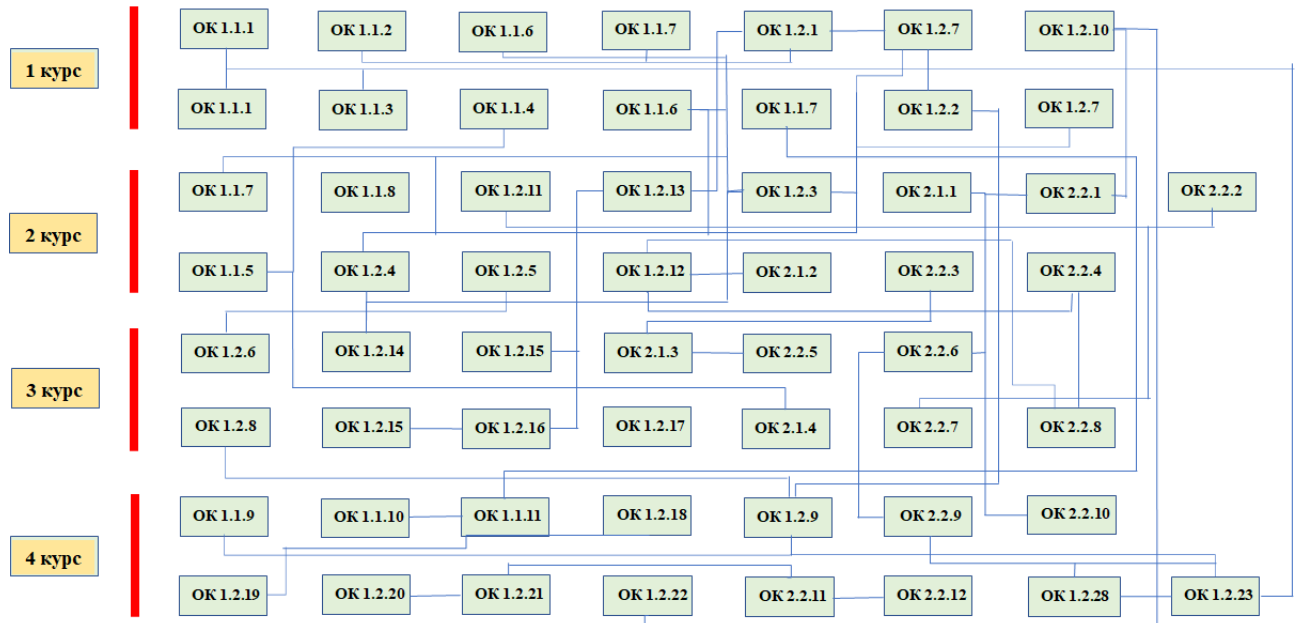 ОК 1.1.1 ОК 1.1.2 ОК 1.1.6 ОК 1.1.7 ОК 1.2.1 ОК 1.2.7 ОК 1.2.10
1 курс
ОК 1.1.1 ОК 1.1.3 ОК 1.1.4 ОК 1.1.6 ОК 1.1.7 ОК 1.2.2 ОК 1.2.7
ОК 1.1.7 ОК 1.1.8 ОК 1.2.11 ОК 1.2.13 ОК 1.2.3 ОК 2.1.1 ОК 2.2.1 ОК 2.2.2
2 курс
ОК 1.1.5 ОК 1.2.4 ОК 1.2.5 ОК 1.2.12 ОК 2.1.2 ОК 2.2.3 ОК 2.2.4
ОК 1.2.6 ОК 1.2.14 ОК 1.2.15 ОК 2.1.3 ОК 2.2.5 ОК 2.2.6
3 курс
ОК 1.2.8 ОК 1.2.15 ОК 1.2.16 ОК 1.2.17 ОК 2.1.4 ОК 2.2.7 ОК 2.2.8
ОК 1.1.9 ОК 1.1.10 ОК 1.1.11 ОК 1.2.18 ОК 1.2.9 ОК 2.2.9 ОК 2.2.10
4 курс
ОК 1.2.19 ОК 1.2.20 ОК 1.2.21 ОК 1.2.22 ОК 2.2.11 ОК 2.2.12 ОК 1.2.28 ОК 1.2.23